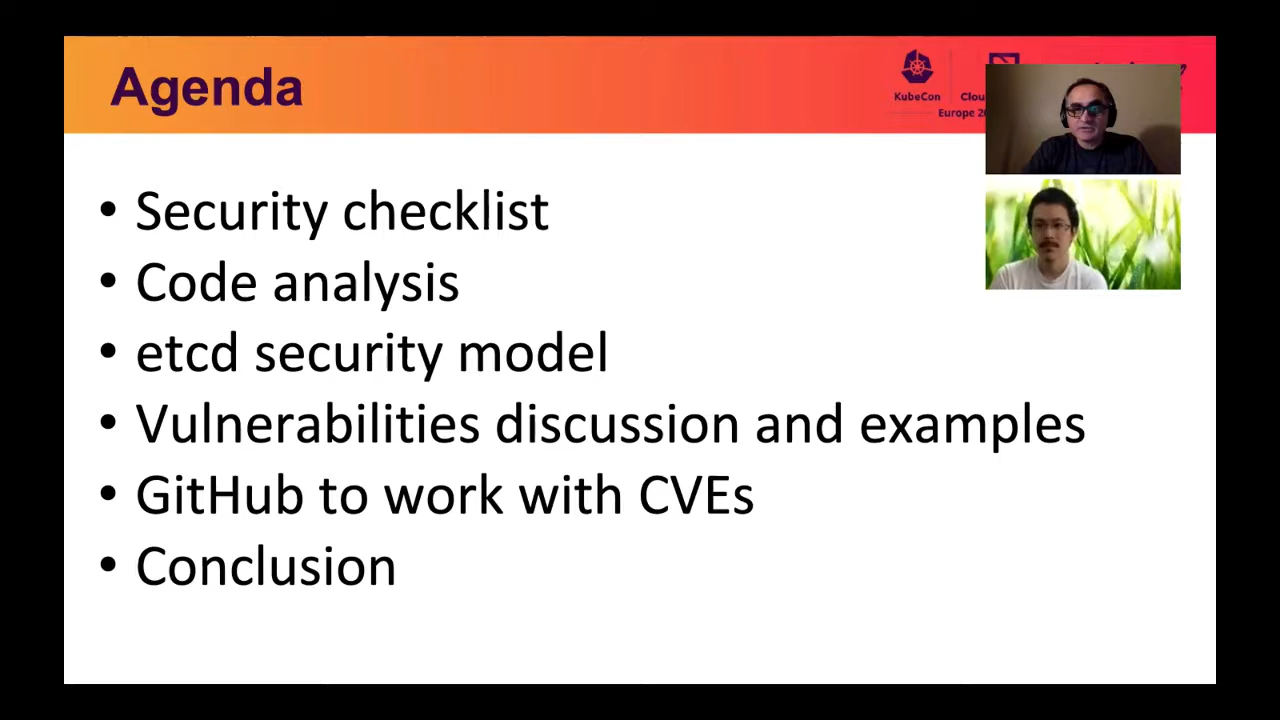 Agenda
KubeCon
Europe
• Security checklist
• Code analysis
• etcd security model
• Vulnerabilities discussion and examples
• GitHub to work with CVEs
• Conclusion